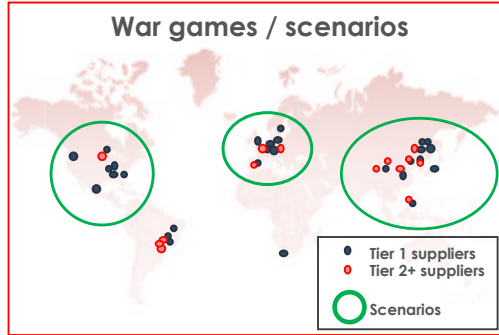 War games / scenarios
Tier 1 suppliers
Tier 2+ suppliers
Scenarios